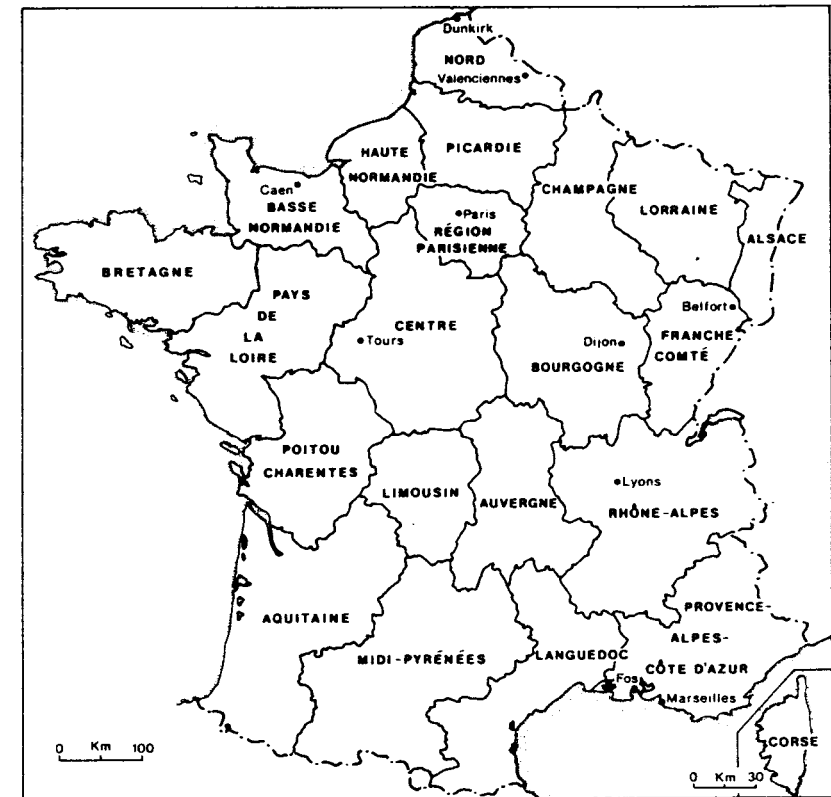 Dunkirk
NORD
Valenciennes
HAUTE
NORMANDIE
PICARDIE
Caen
BASSE
NORMANDIE
CHAMPAGNE
LORRAINE
ALSACE
Paris
RÉGION
PARISIENNE
BRETAGNE
PAYS
DE
LA
LOIRE
CENTRE
Tours
Belfort
FRANCHE
COMTÉ
Dijon
BOURGOGNE
POITOU
CHARENTES
LIMOUSIN
AUVERGNE
Lyons
RHÔNE-ALPES
AQUITAINE
MIDI-PYRÉNÉES
LANGUEDOC
PROVENCE-
ALPES-
CÔTE D'AZUR
Fos
Marseilles
CORSE
0 Km 100
0 Km 30